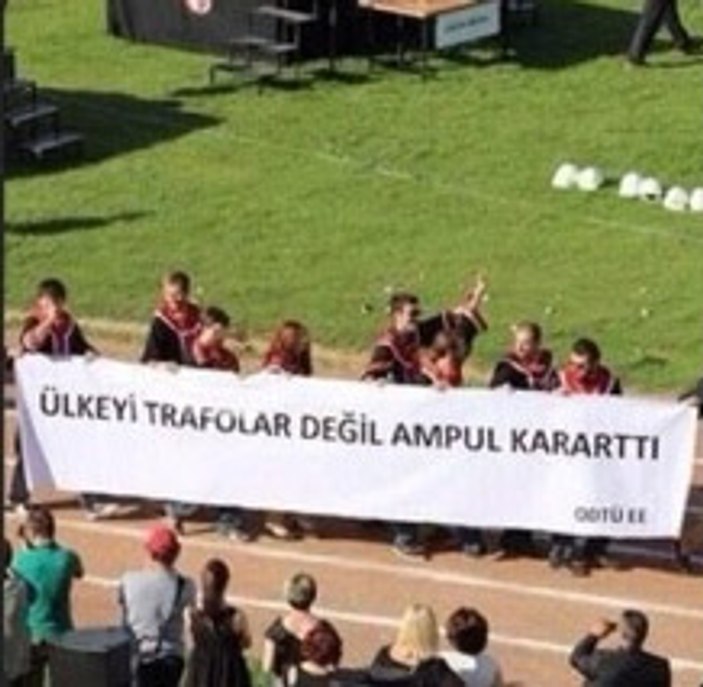 ÜLKEYİ TRAFOLAR DEĞİL AMPUL KARARTTI
ODTÜ EE